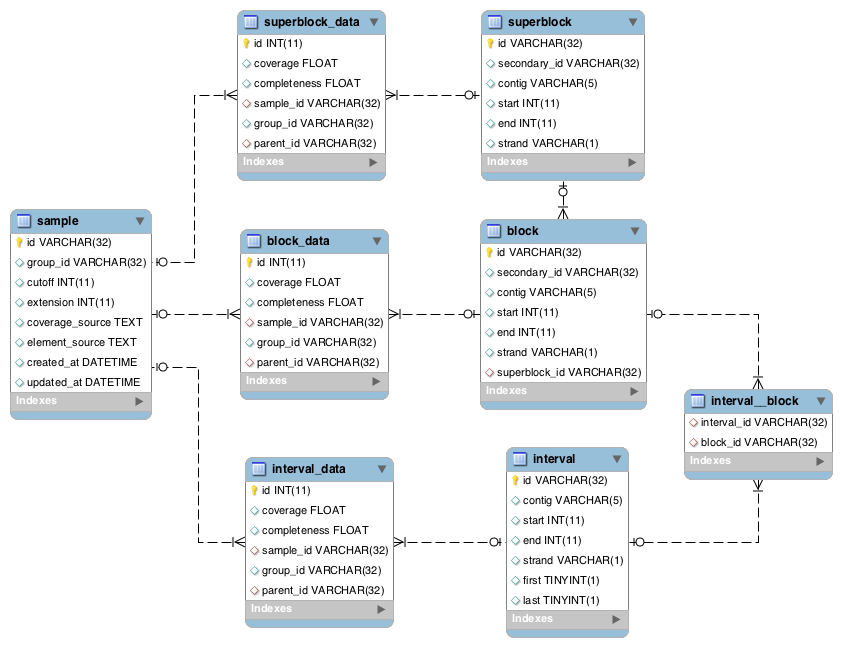 superblock_data
id INT(11)
coverage FLOAT
completeness FLOAT
sample_id VARCHAR(32)
group_id VARCHAR(32)
parent_id VARCHAR(32)
Indexes
superblock
id VARCHAR(32)
secondary_id VARCHAR(32)
contig VARCHAR(5)
start INT(11)
end INT(11)
strand VARCHAR(1)
Indexes
sample
id VARCHAR(32)
group_id VARCHAR(32)
cutoff INT(11)
extension INT(11)
coverage_source TEXT
element_source TEXT
created_at DATETIME
updated_at DATETIME
Indexes
block_data
id INT(11)
coverage FLOAT
completeness FLOAT
sample_id VARCHAR(32)
group_id VARCHAR(32)
parent_id VARCHAR(32)
Indexes
block
id VARCHAR(32)
secondary_id VARCHAR(32)
contig VARCHAR(5)
start INT(11)
end INT(11)
strand VARCHAR(1)
superblock_id VARCHAR(32)
Indexes
interval__block
interval_id VARCHAR(32)
block_id VARCHAR(32)
Indexes
interval_data
id INT(11)
coverage FLOAT
completeness FLOAT
sample_id VARCHAR(32)
group_id VARCHAR(32)
parent_id VARCHAR(32)
Indexes
interval
id VARCHAR(32)
contig VARCHAR(5)
start INT(11)
end INT(11)
strand VARCHAR(1)
first TINYINT(1)
last TINYINT(1)
Indexes